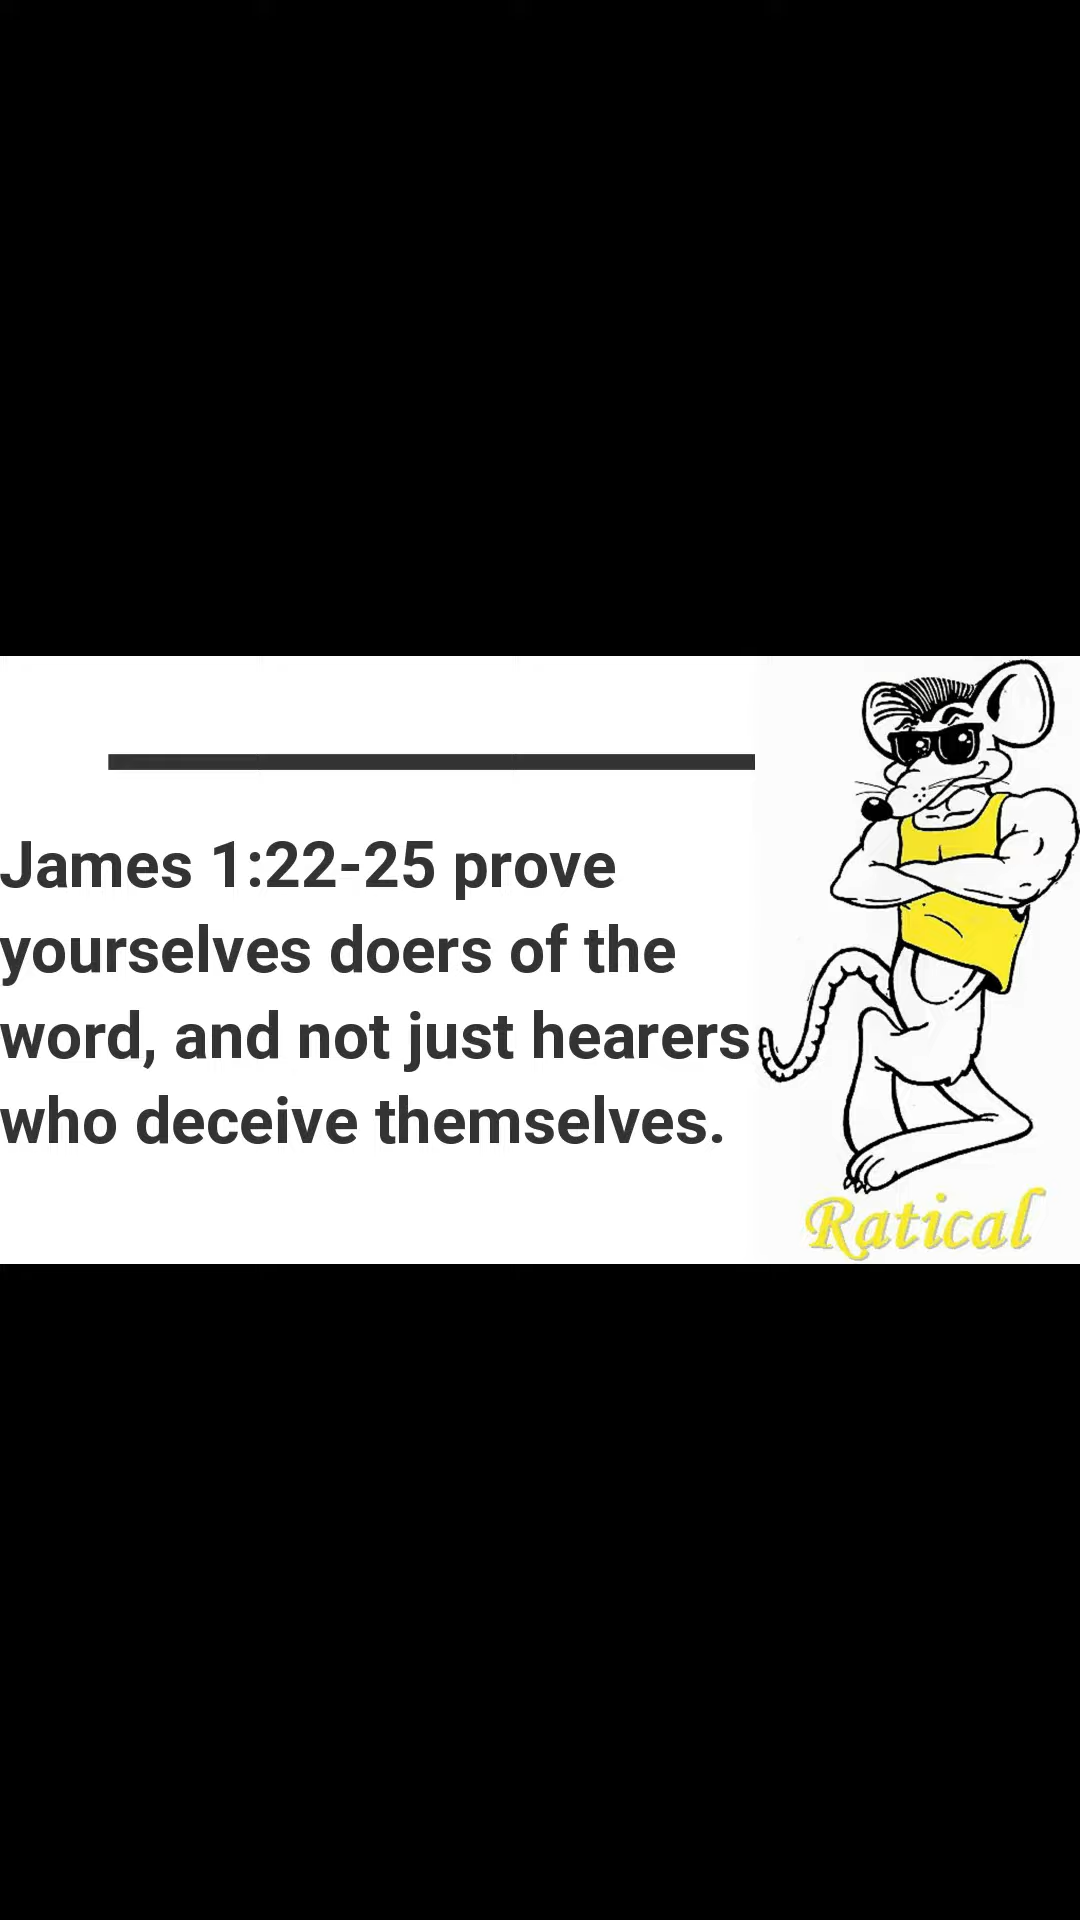 James 1:22-25 prove
yourselves doers of the
word, and not just hearers
who deceive themselves.
Ratical